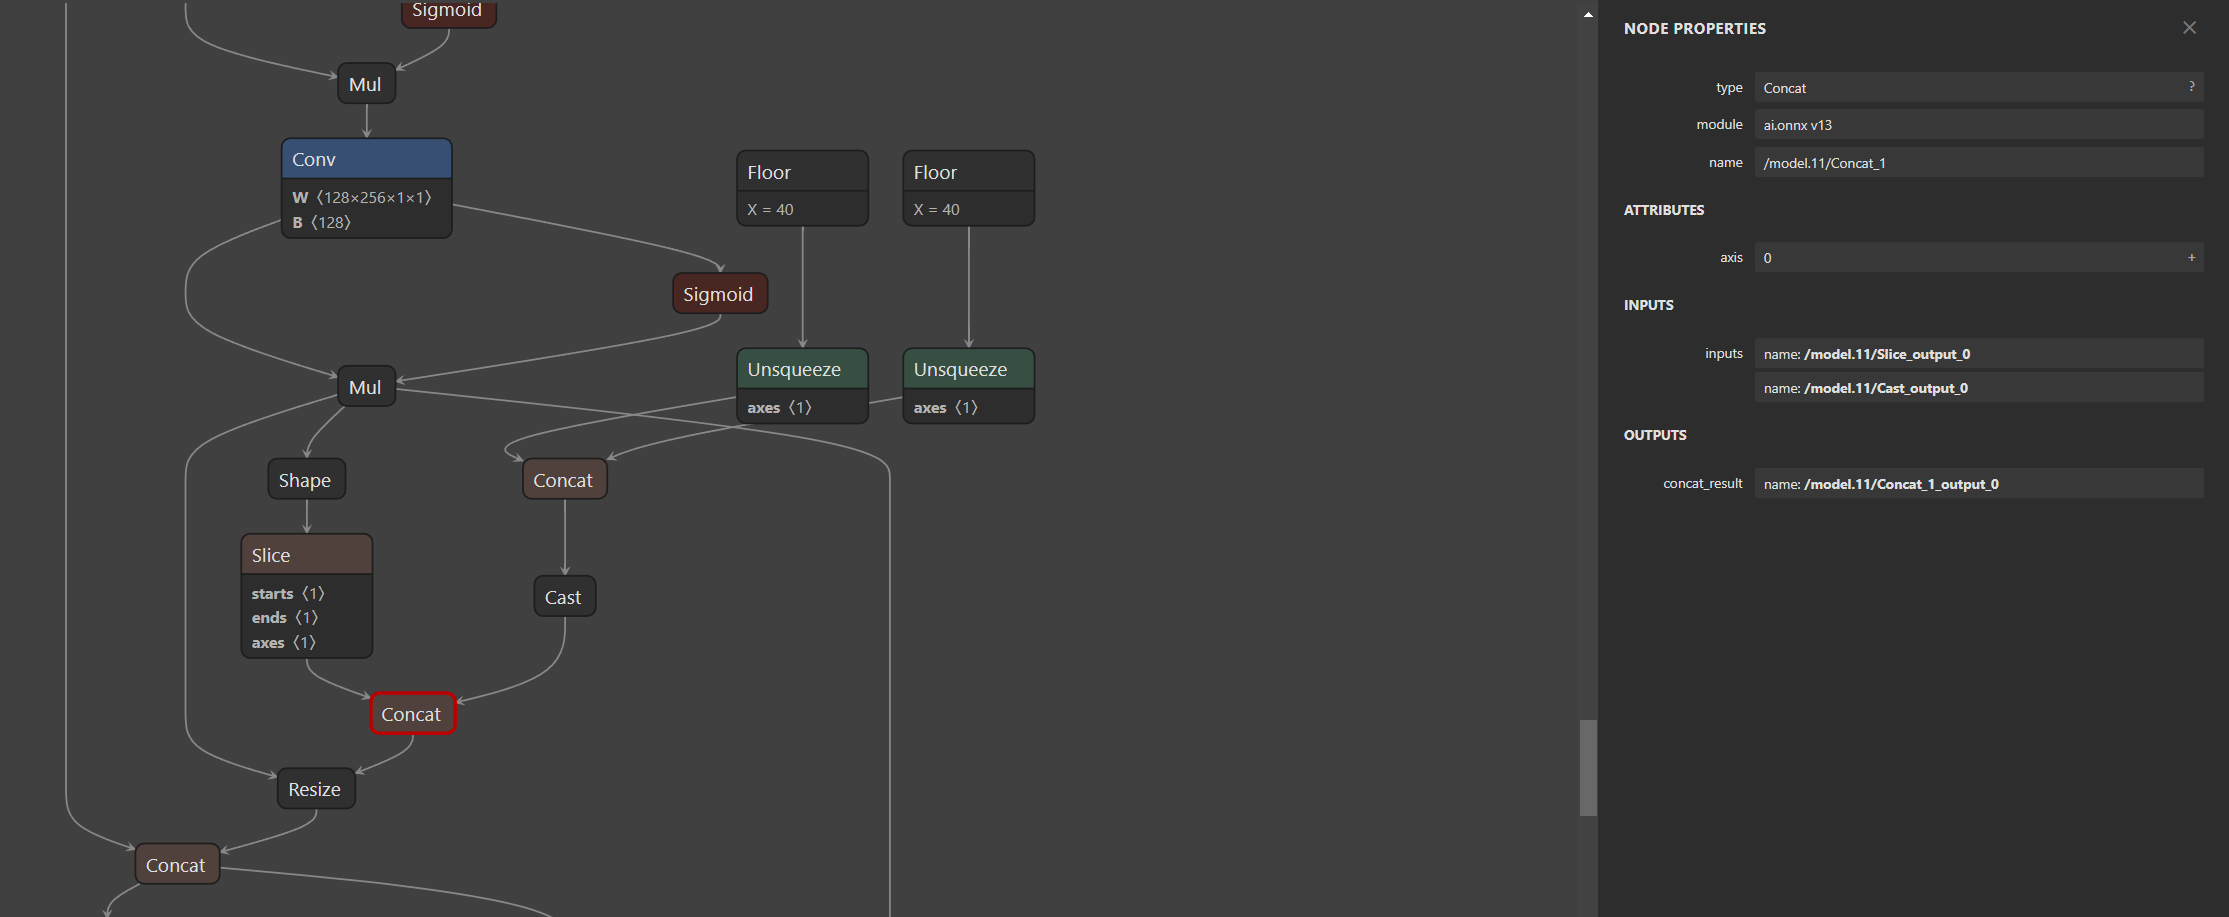 Sigmoid
Mul
Conv
W 〈128×256×1×1〉
B 〈128〉
Floor
X = 40
Floor
X = 40
Sigmoid
Mul
Unsqueeze
axes 〈1〉
Unsqueeze
axes 〈1〉
Shape
Concat
Slice
starts 〈1〉
ends 〈1〉
axes 〈1〉
Cast
Concat
Resize
Concat
NODE PROPERTIES
type Concat ?
module ai.onnx v13
name /model.11/Concat_1
ATTRIBUTES
axis 0 +
INPUTS
inputs name: /model.11/Slice_output_0
name: /model.11/Cast_output_0
OUTPUTS
concat_result name: /model.11/Concat_1_output_0